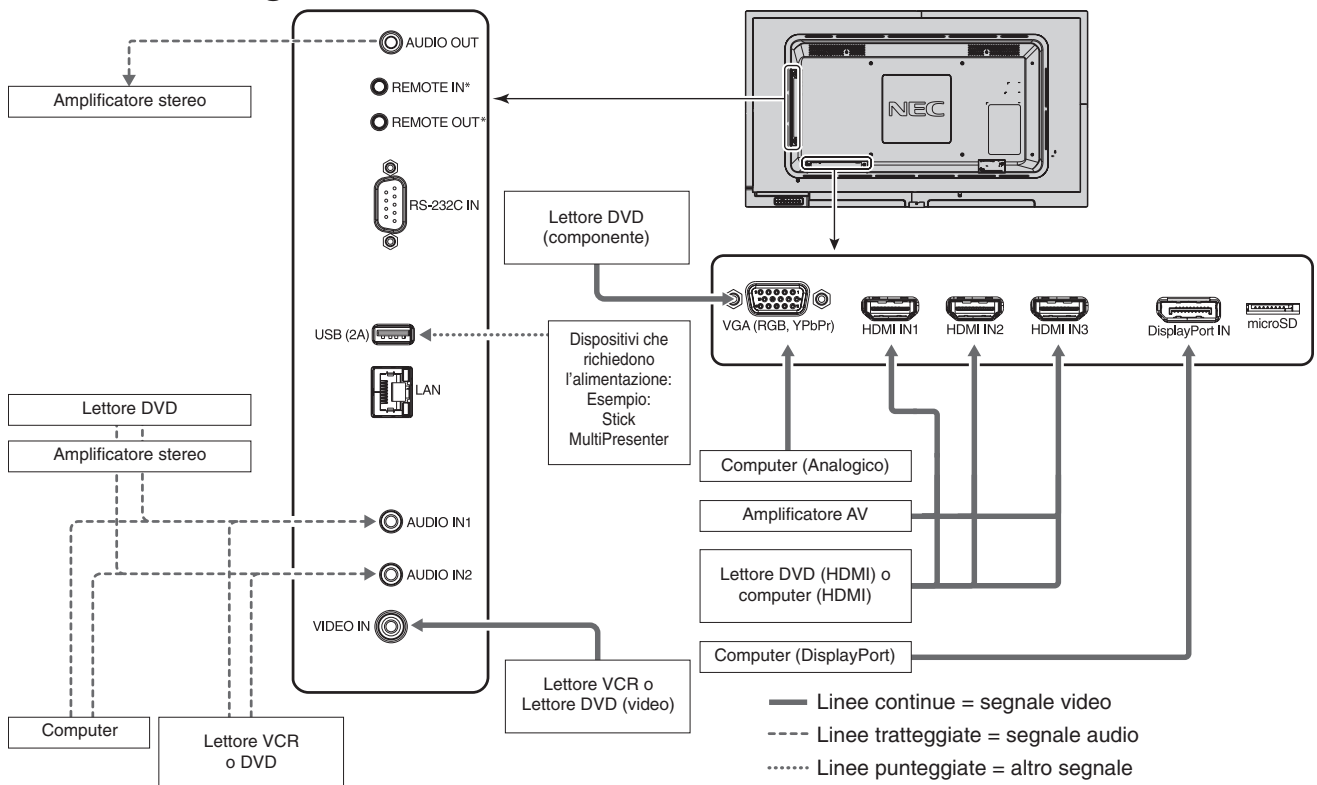 AUDIO OUT
Amplificatore stereo
REMOTE IN*
REMOTE OUT*
RS-232C IN
NEC
Lettore DVD
(componente)
VGA (RGB, YPbPr)
HDMI IN1
HDMI IN2
HDMI IN3
DisplayPort IN
microSD
USB (2A)
Dispositivi che
richiedono
l'alimentazione:
Esempio:
Stick
MultiPresenter
LAN
Lettore DVD
Amplificatore stereo
Computer (Analogico)
Amplificatore AV
AUDIO IN1
AUDIO IN2
Lettore DVD (HDMI) o
computer (HDMI)
VIDEO IN
Computer (DisplayPort)
Lettore VCR o
Lettore DVD (video)
Computer
Lettore VCR
o DVD
Linee continue = segnale video
Linee tratteggiate = segnale audio
Linee punteggiate = altro segnale